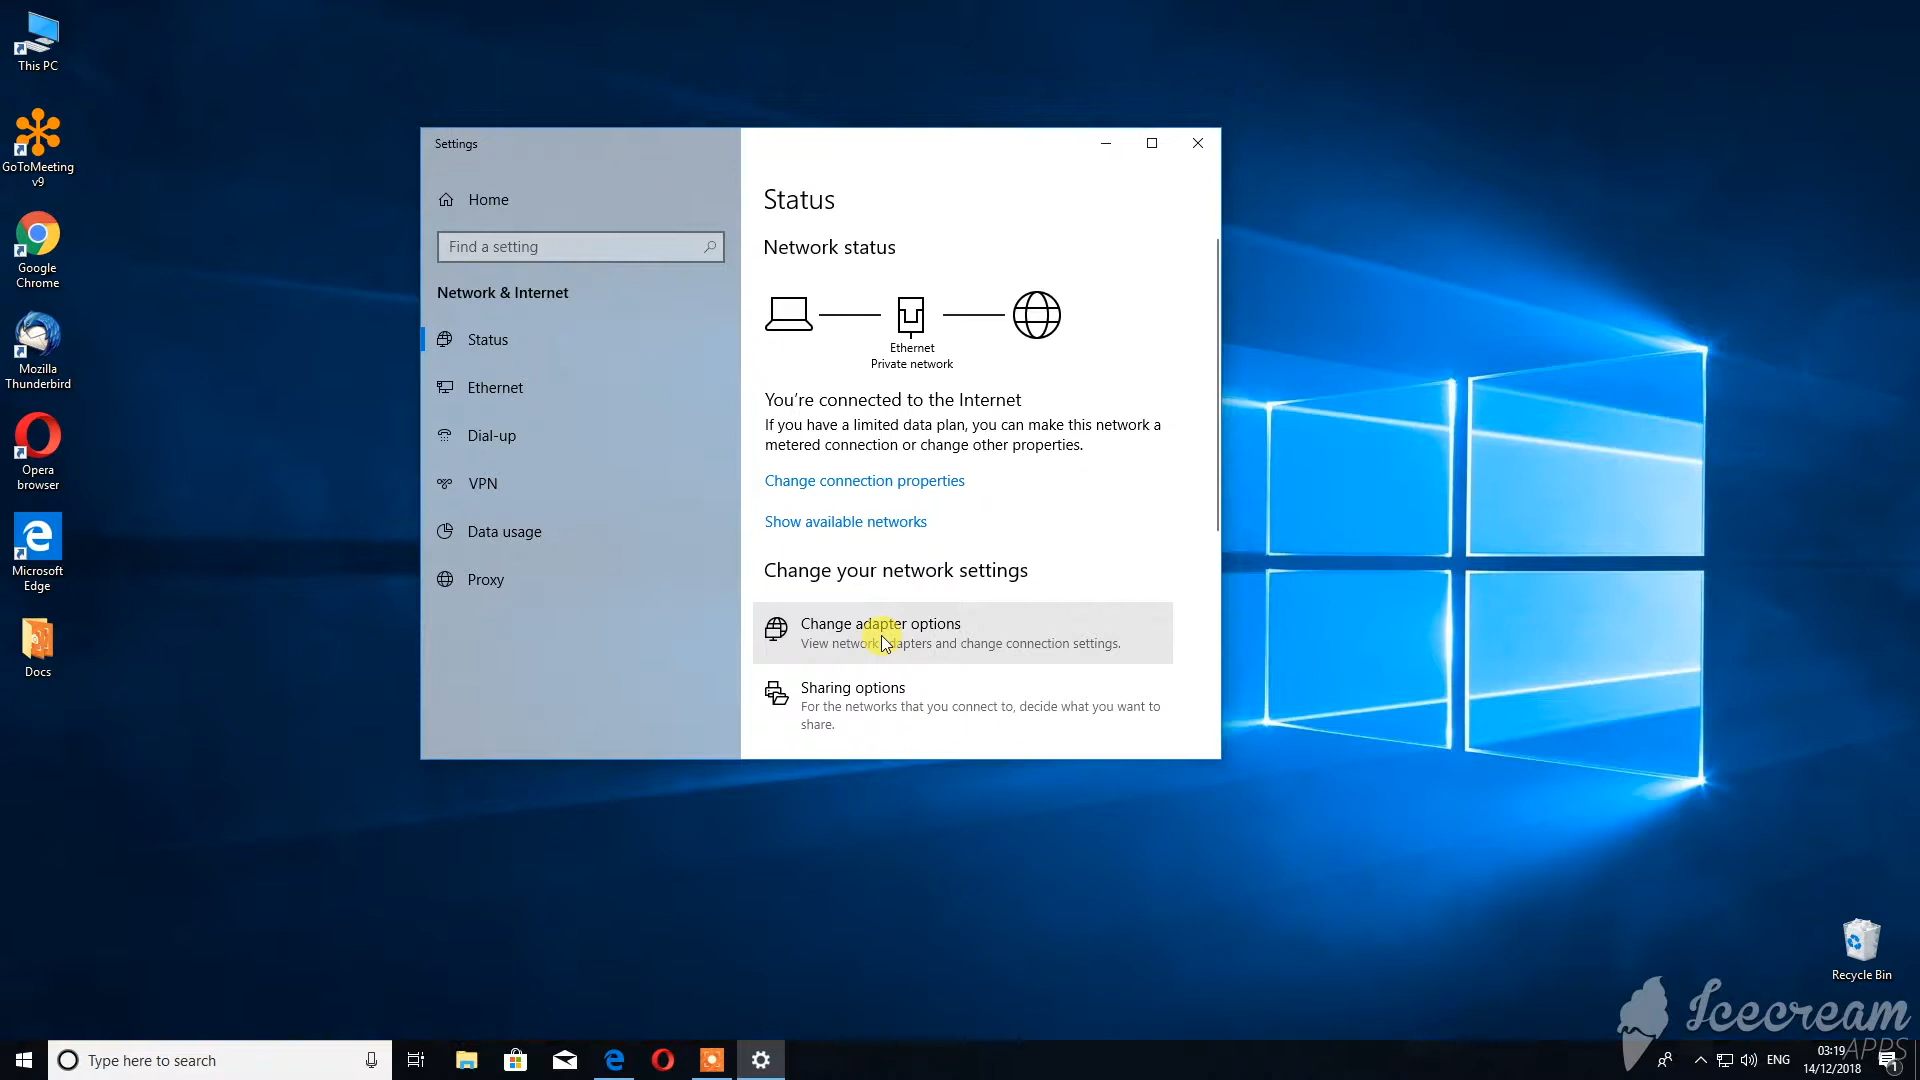 This PC
GoToMeeting
v9
Google
Chrome
Mozilla
Thunderbird
Opera
browser
Microsoft
Edge
Docs
Settings
Home
Find a setting
Network & Internet
Status
Ethernet
Dial-up
VPN
Data usage
Proxy
Status
Network status
Ethernet
Private network
You're connected to the Internet
If you have a limited data plan, you can make this network a
metered connection or change other properties.
Change connection properties
Show available networks
Change your network settings
Change adapter options
View network adapters and change connection settings.
Sharing options
For the networks that you connect to, decide what you want to
share.
Recycle Bin
Icecream
APPS
Type here to search
ENG
03:19
14/12/2018
1